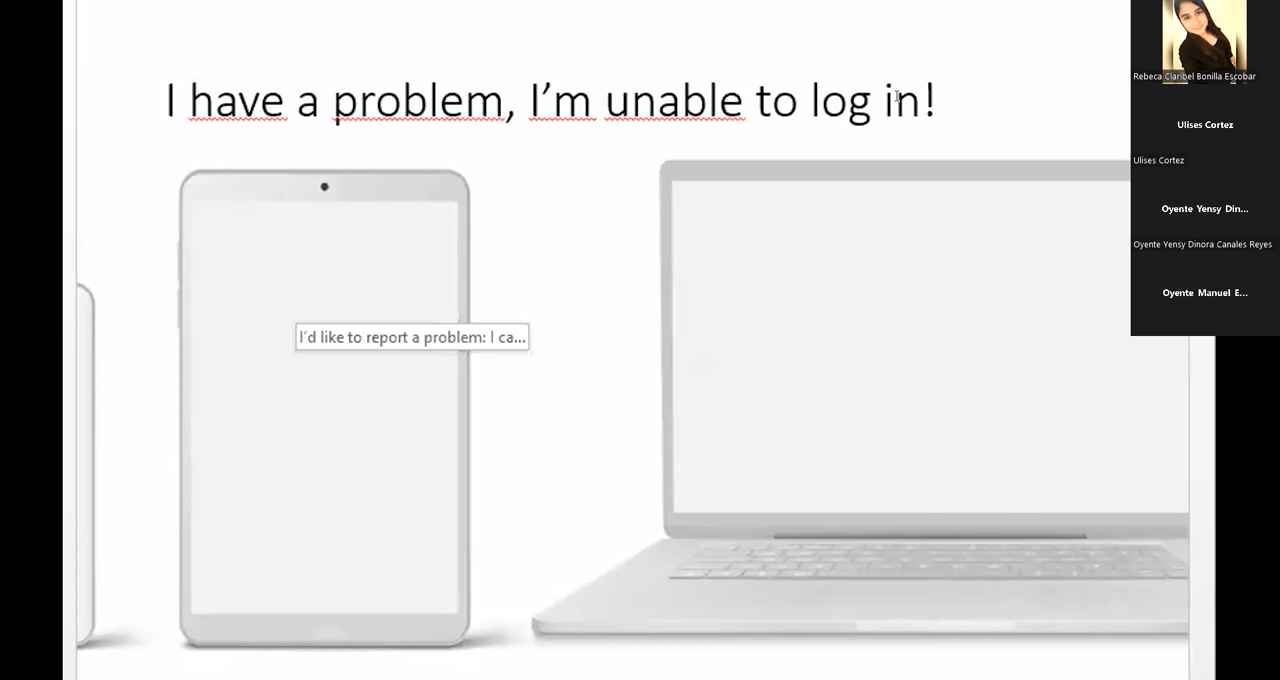 I have a problem, I’m unable to log in!
I’d like to report a problem: I ca...
Rebeca Claribel Bonilla Escobar
Ulises Cortez
Ulises Cortez
Oyente Yensy Din...
Oyente Yensy Dinora Canales Reyes
Oyente Manuel E...